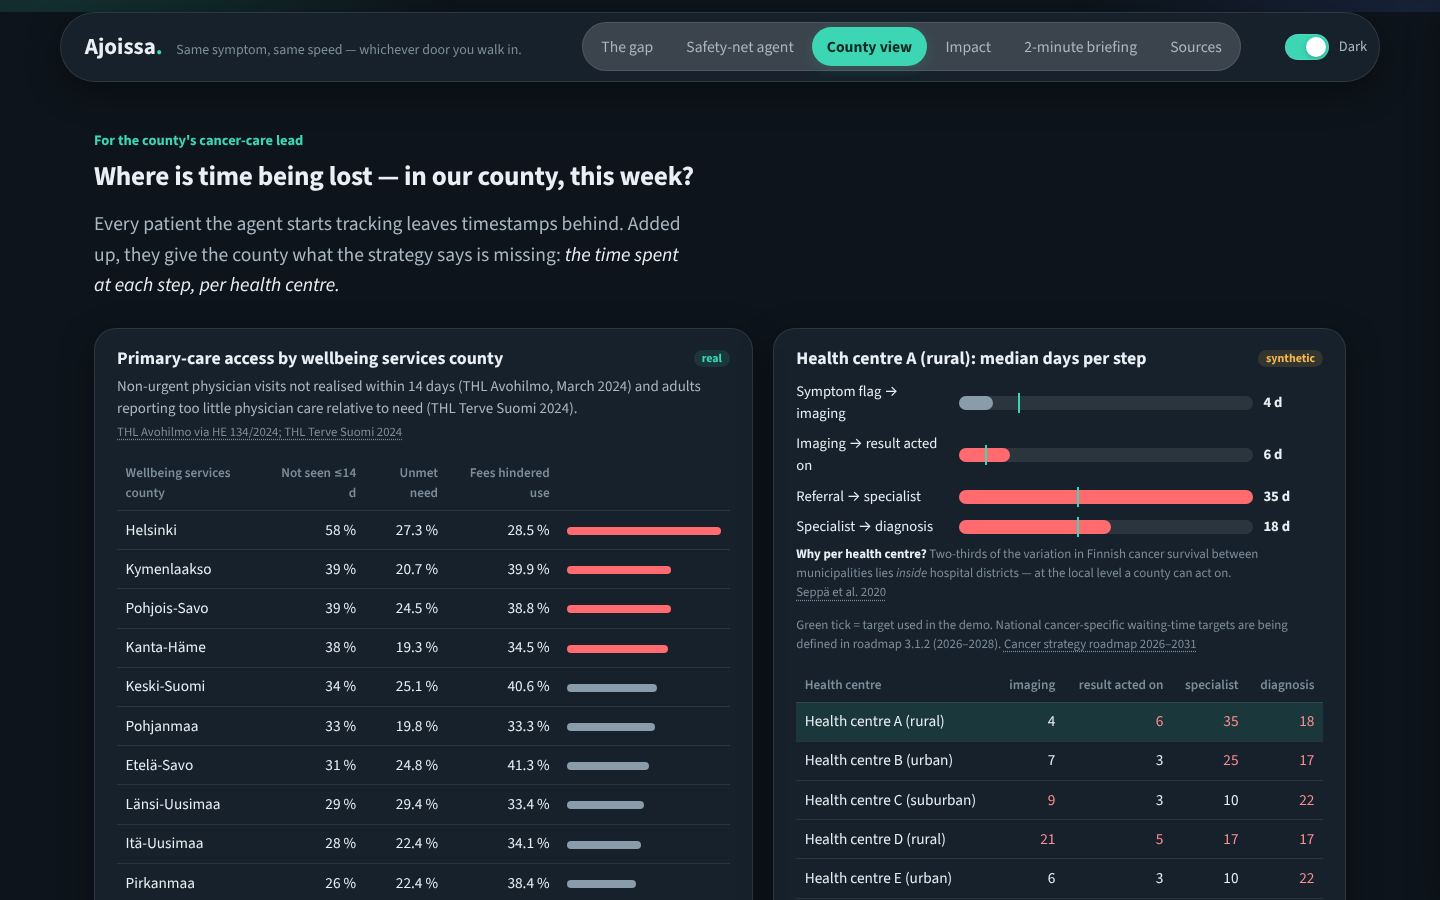 Ajoissa.
Same symptom, same speed — whichever door you walk in.
The gap
Safety-net agent
County view
Impact
2-minute briefing
Sources
Dark
For the county's cancer-care lead
Where is time being lost — in our county, this week?
Every patient the agent starts tracking leaves timestamps behind. Added
up, they give the county what the strategy says is missing: the time spent
at each step, per health centre.
Primary-care access by wellbeing services county
real
Non-urgent physician visits not realised within 14 days (THL Avohilmo, March 2024) and adults
reporting too little physician care relative to need (THL Terve Suomi 2024).
THL Avohilmo via HE 134/2024; THL Terve Suomi 2024
Wellbeing services county | Not seen ≤14 d | Unmet need | Fees hindered use
Helsinki 58 % 27.3 % 28.5 %
Kymenlaakso 39 % 20.7 % 39.9 %
Pohjois-Savo 39 % 24.5 % 38.8 %
Kanta-Häme 38 % 19.3 % 34.5 %
Keski-Suomi 34 % 25.1 % 40.6 %
Pohjanmaa 33 % 19.8 % 33.3 %
Etelä-Savo 31 % 24.8 % 41.3 %
Länsi-Uusimaa 29 % 29.4 % 33.4 %
Itä-Uusimaa 28 % 22.4 % 34.1 %
Pirkanmaa 26 % 22.4 % 38.4 %
Health centre A (rural): median days per step
synthetic
Symptom flag →
imaging
4 d
Imaging → result acted
on
6 d
Referral → specialist 35 d
Specialist → diagnosis 18 d
Why per health centre? Two-thirds of the variation in Finnish cancer survival between
municipalities lies inside hospital districts — at the local level a county can act on.
Seppä et al. 2020
Green tick = target used in the demo. National cancer-specific waiting-time targets are being
defined in roadmap 3.1.2 (2026–2028). Cancer strategy roadmap 2026–2031
Health centre imaging result acted on specialist diagnosis
Health centre A (rural) 4 6 35 18
Health centre B (urban) 7 3 25 17
Health centre C (suburban) 9 3 10 22
Health centre D (rural) 21 5 17 17
Health centre E (urban) 6 3 10 22